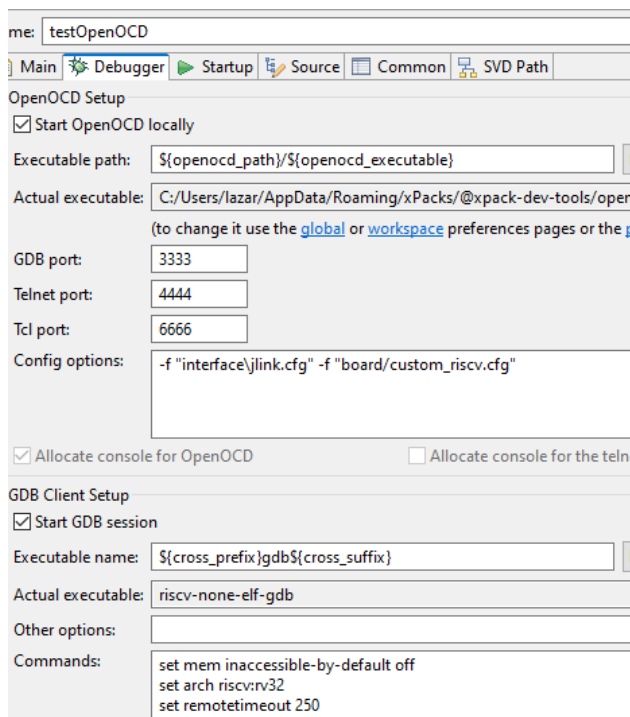 me: testOpenOCD
Main Debugger Startup Source Common SVD Path
OpenOCD Setup
Start OpenOCD locally
Executable path: ${openocd_path}/${openocd_executable}
Actual executable: C:/Users/lazar/AppData/Roaming/xPacks/@xpack-dev-tools/open
(to change it use the global or workspace preferences pages or the p
GDB port: 3333
Telnet port: 4444
Tcl port: 6666
Config options: -f "interface\jlink.cfg" -f "board/custom_riscv.cfg"
Allocate console for OpenOCD Allocate console for the teln
GDB Client Setup
Start GDB session
Executable name: ${cross_prefix}gdb${cross_suffix}
Actual executable: riscv-none-elf-gdb
Other options:
Commands: set mem inaccessible-by-default off
set arch riscv:rv32
set remotetimeout 250